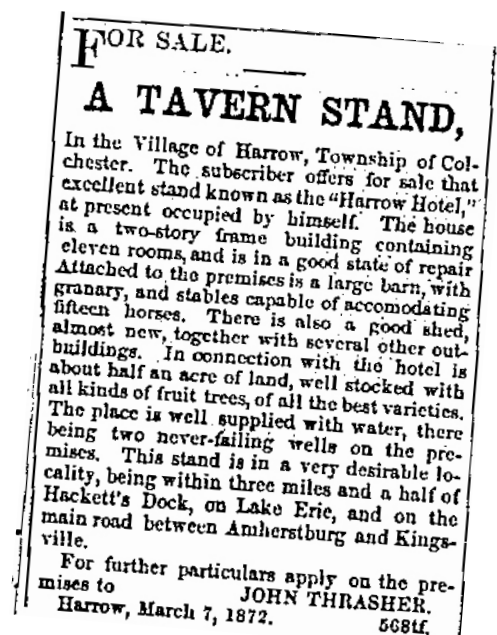 FOR SALE.
A TAVERN STAND,
In the Village of Harrow, Township of Col-
chester. The subscriber offers for sale that
excellent stand known as the "Harrow Hotel,"
at present occupied by himself. The house
is a two-story frame building containing
eleven rooms, and is in a good state of repair
Attached to the premises is a large barn, with
granary, and stables capable of accomodating
fifteen horses. There is also a good shed,
almost new, together with several other out-
buildings. In connection with the hotel is
about half an acre of land, well stocked with
all kinds of fruit trees, of all the best varieties.
The place is well supplied with water, there
being two never-failing wells on the pre-
mises. This stand is in a very desirable lo-
cality, being within three miles and a half of
Hackett's Dock, on Lake Erie, and on the
main road between Amherstburg and Kings-
ville.
For further particulars apply on the pre-
mises to JOHN THRASHER.
Harrow, March 7, 1872. 568tf.